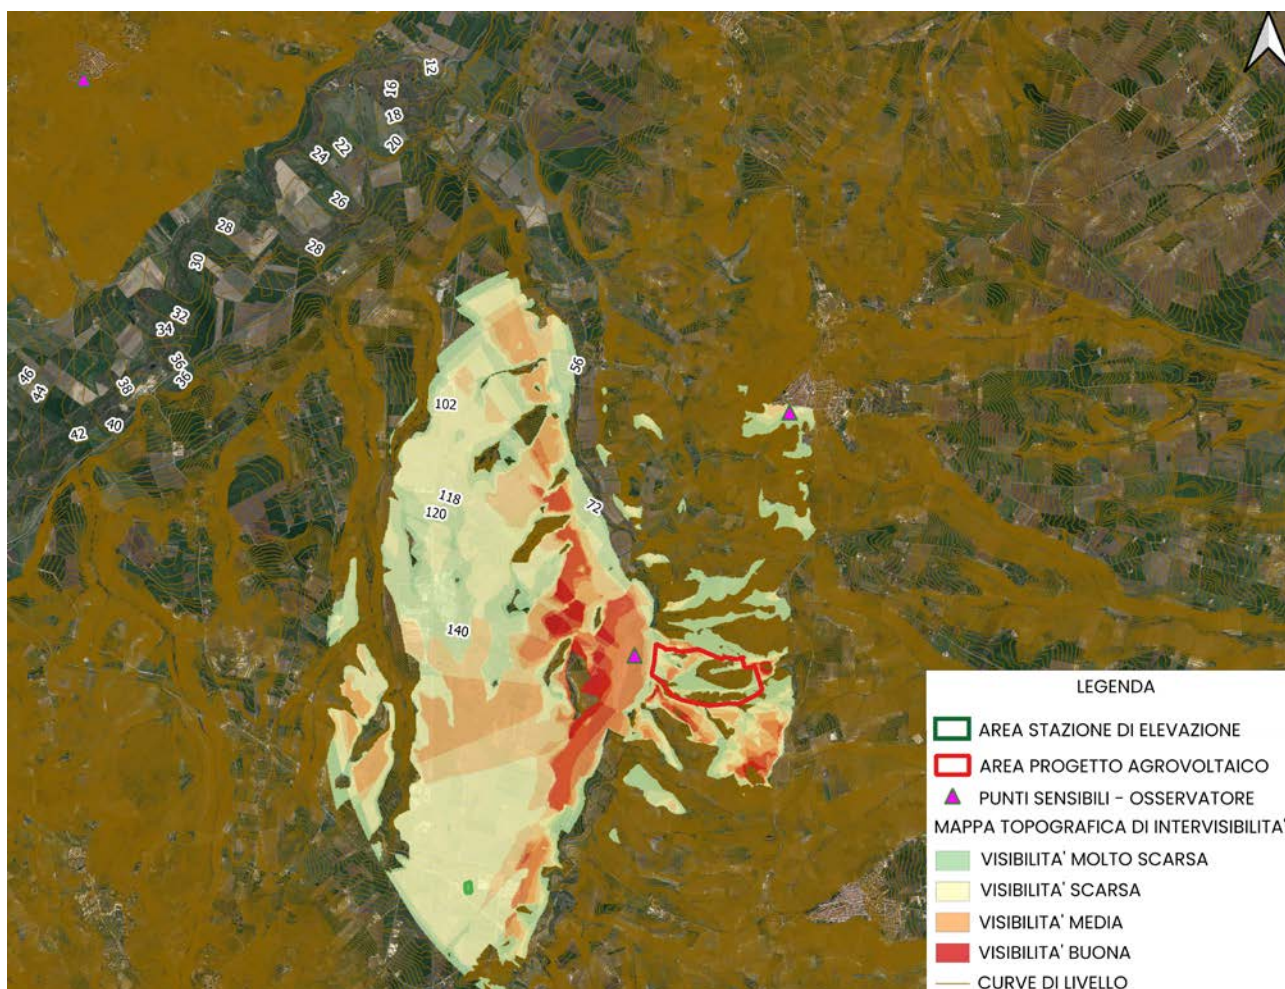 12
16
18
20
22
24
26
28
28
30
32
34
36
36
38
46
44
40
42
56
102
118
120
72
140
LEGENDA
AREA STAZIONE DI ELEVAZIONE
AREA PROGETTO AGROVOLTAICO
PUNTI SENSIBILI - OSSERVATORE
MAPPA TOPOGRAFICA DI INTERVISIBILITA'
VISIBILITA' MOLTO SCARSA
VISIBILITA' SCARSA
VISIBILITA' MEDIA
VISIBILITA' BUONA
CURVE DI LIVELLO